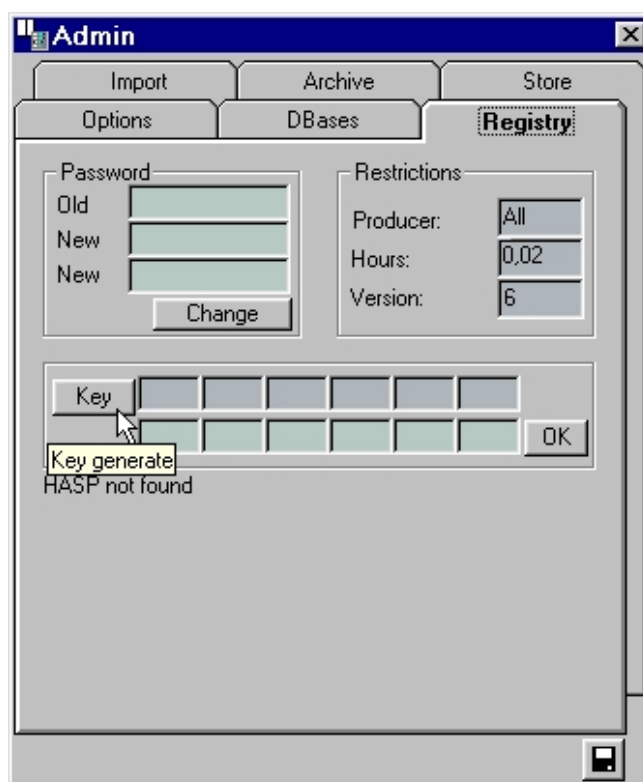 Admin
Import Archive Store
Options DBases Registry
Password
Old
New
New
Change
Restrictions
Producer: All
Hours: 0,02
Version: 6
Key
OK
Key generate
HASP not found